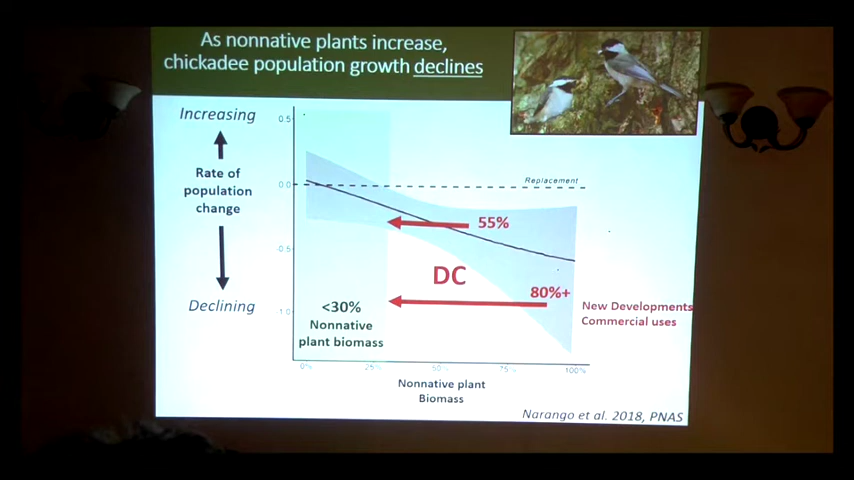 As nonnative plants increase,
chickadee population growth declines
Increasing
Rate of
population
change
Declining
0.5
0.0
-0.5
-1.0
Replacement
55%
DC
80%+
New Developments
Commercial uses
<30%
Nonnative
plant biomass
0%
25%
50%
75%
100%
Nonnative plant
Biomass
Narango et al. 2018, PNAS